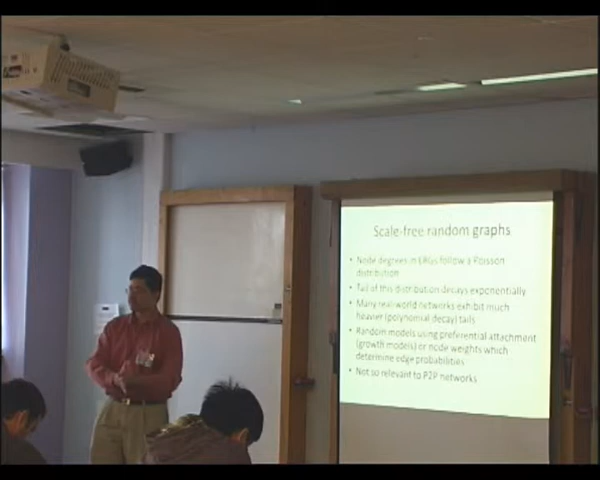 Scale-free random graphs
• Node degrees in ERGs follow a Poisson
distribution
• Tail of this distribution decays exponentially
• Many real-world networks exhibit much
heavier (polynomial decay) tails
• Random models using preferential attachment
(growth models) or node weights which
determine edge probabilities
• Not so relevant to P2P networks